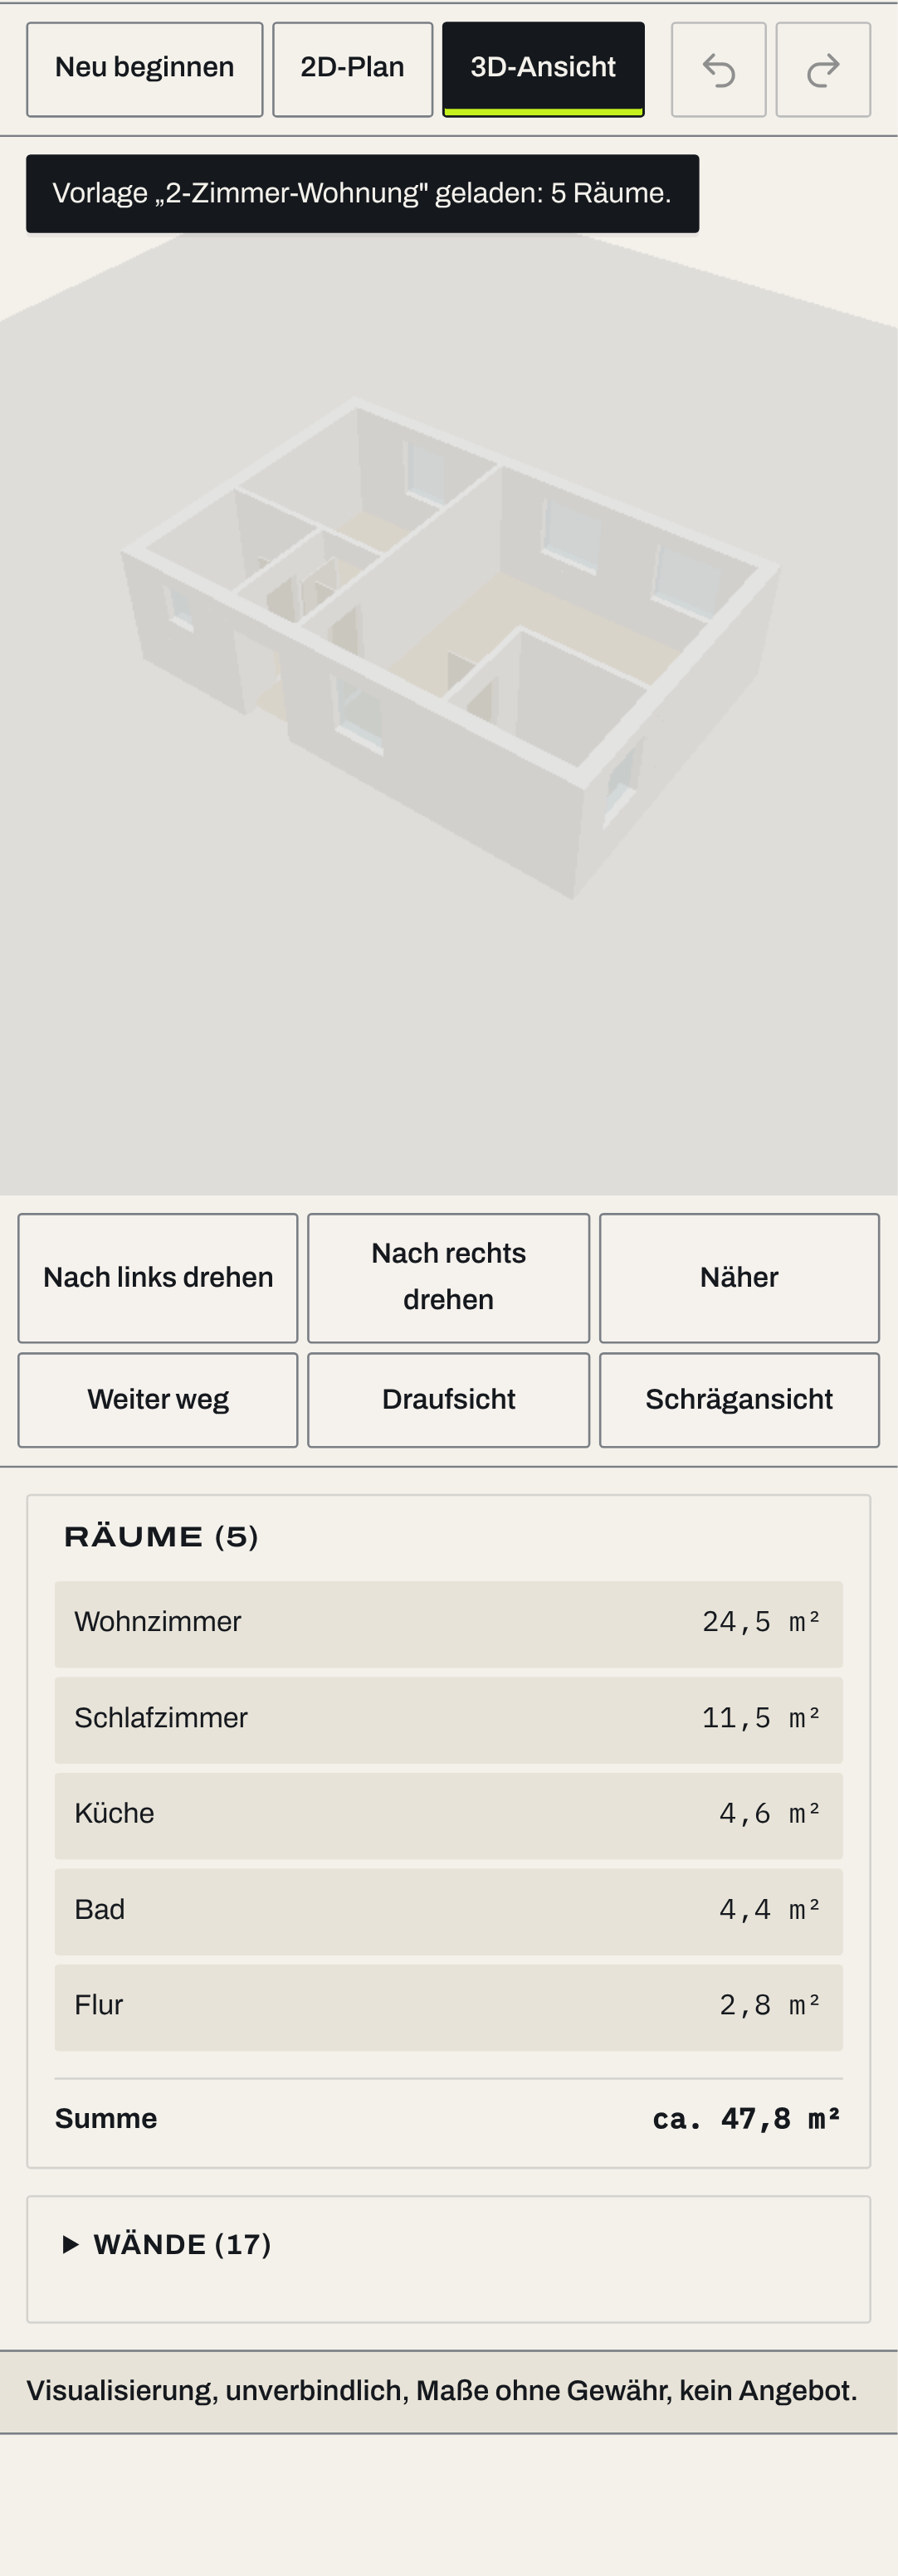 Neu beginnen
2D-Plan
3D-Ansicht
Vorlage „2-Zimmer-Wohnung" geladen: 5 Räume.
Nach links drehen
Nach rechts
drehen
Näher
Weiter weg
Draufsicht
Schrägansicht
RÄUME (5)
Wohnzimmer 24,5 m²
Schlafzimmer 11,5 m²
Küche 4,6 m²
Bad 4,4 m²
Flur 2,8 m²
Summe ca. 47,8 m²
WÄNDE (17)
Visualisierung, unverbindlich, Maße ohne Gewähr, kein Angebot.